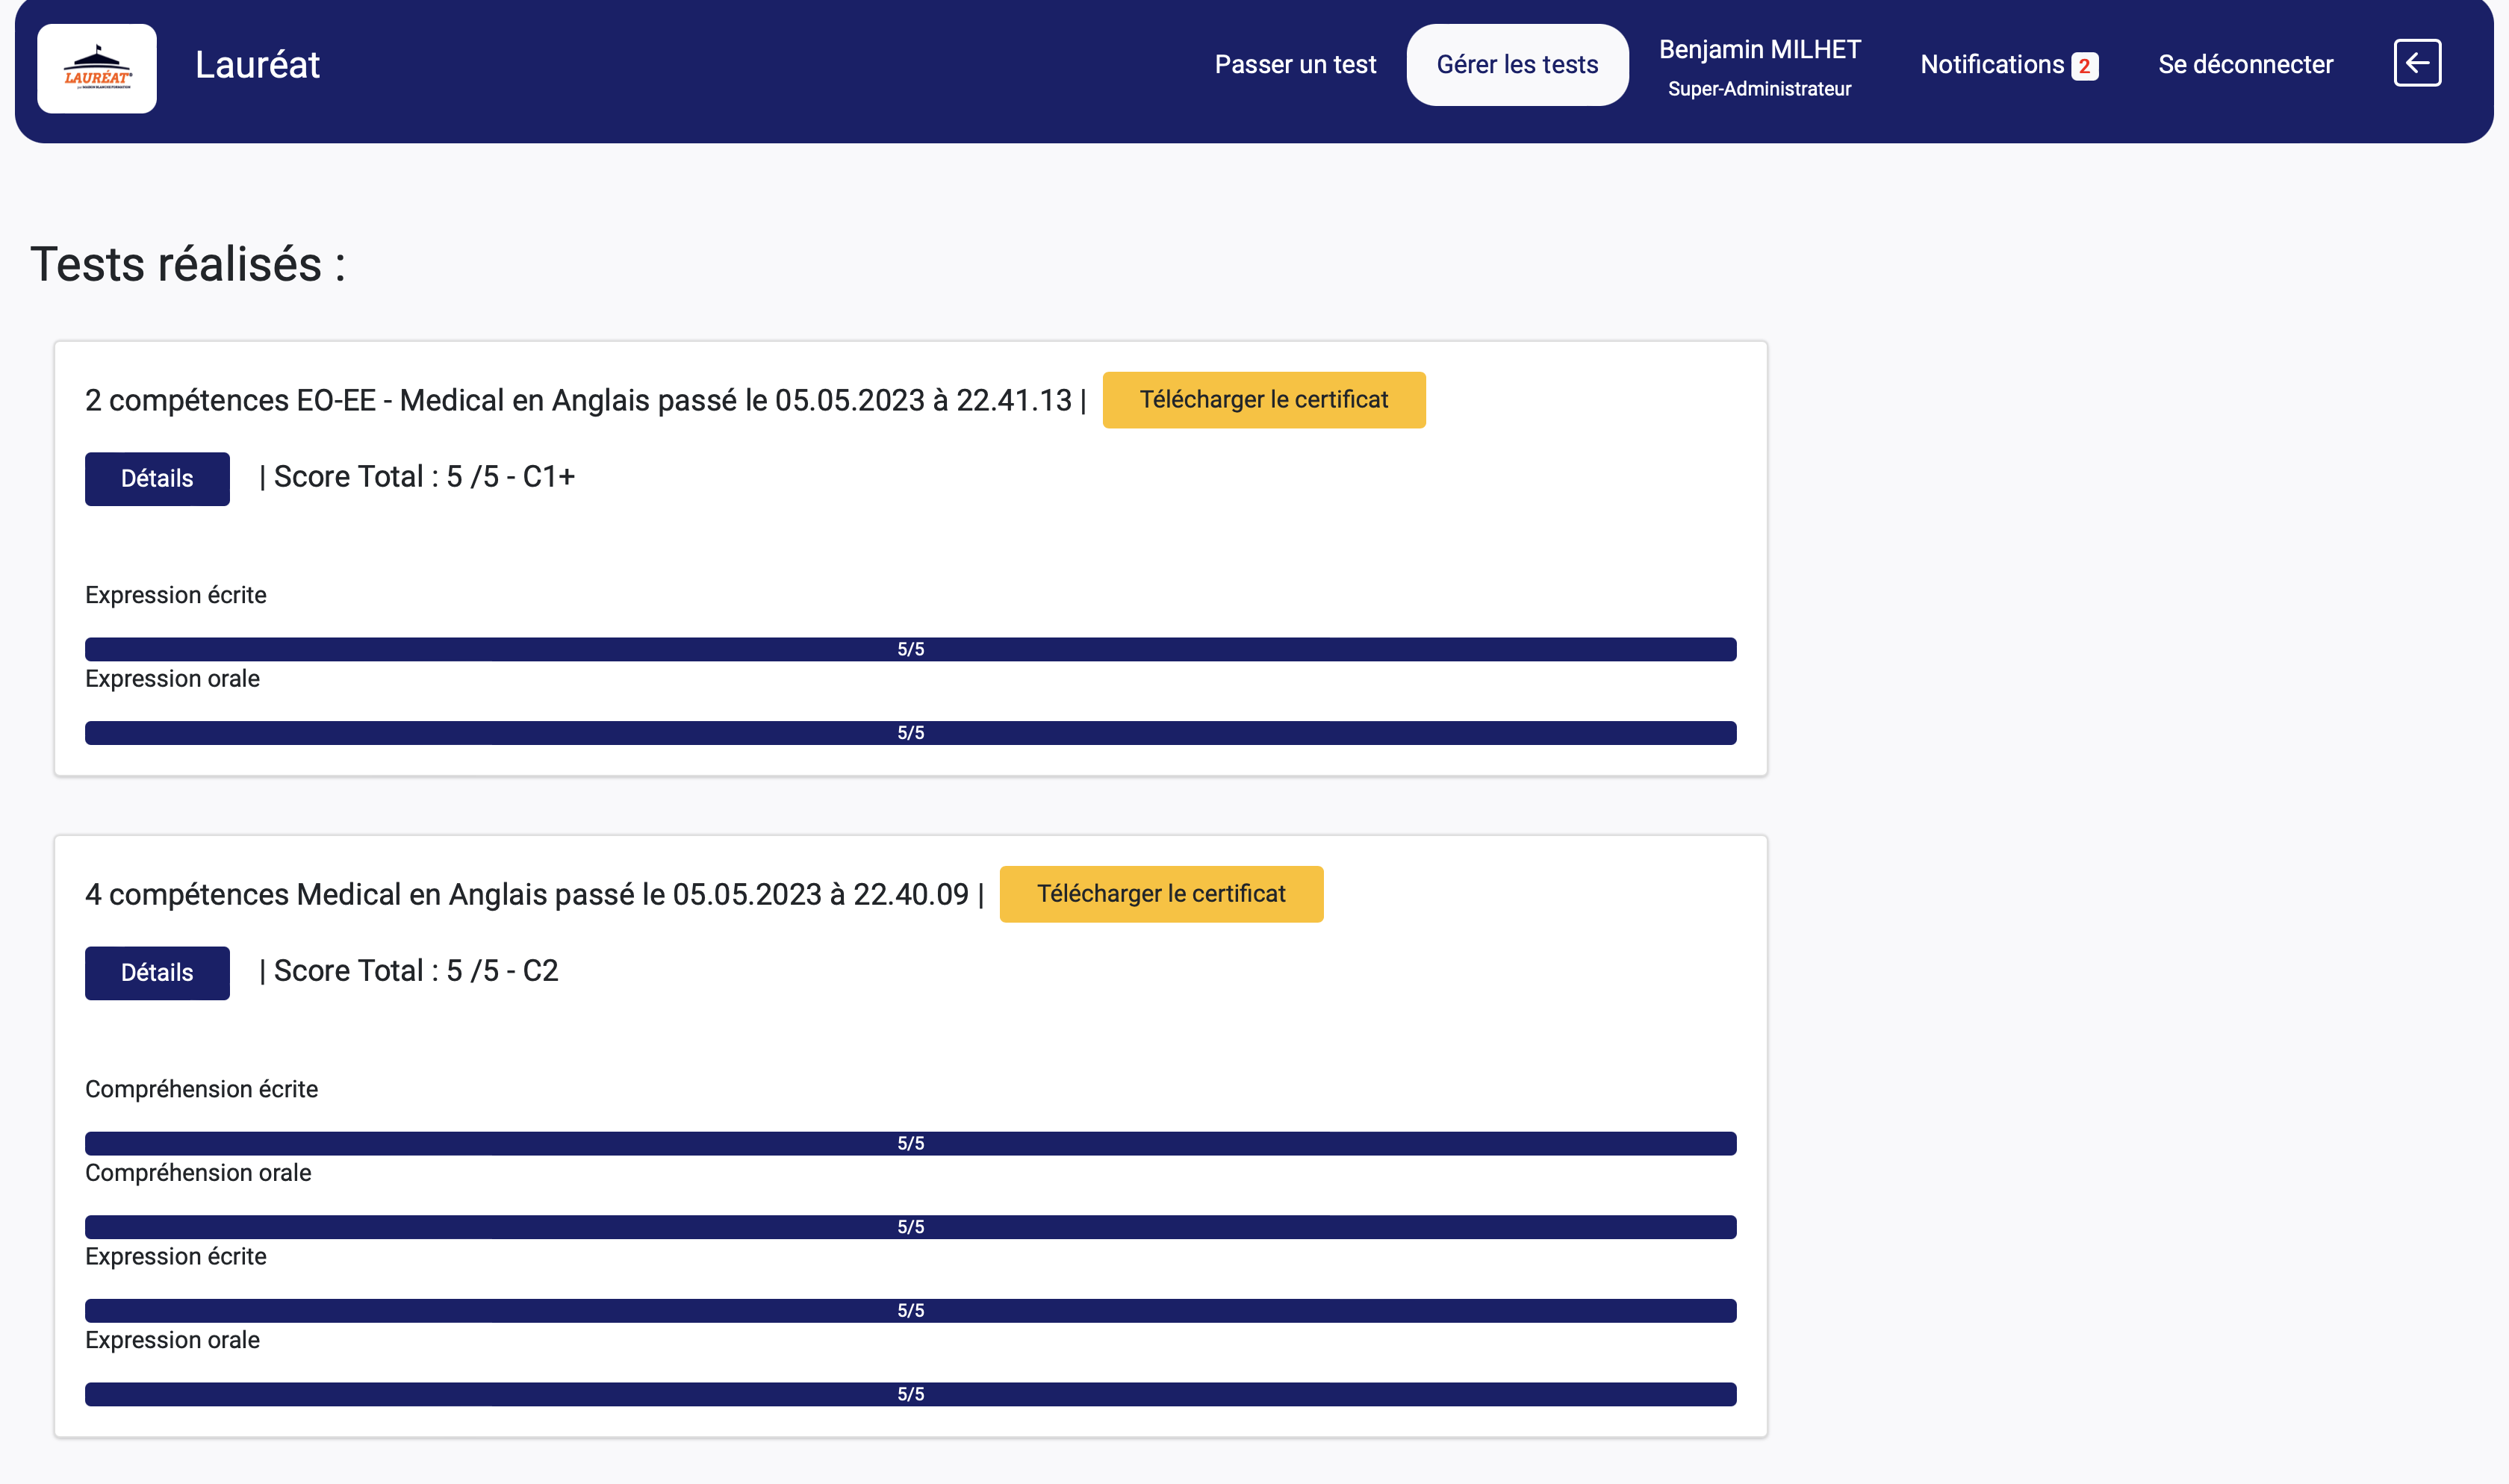 LAURÉAT®
par MAISON BLANCHE FORMATION
Lauréat
Passer un test
Gérer les tests
Benjamin MILHET
Super-Administrateur
Notifications 2
Se déconnecter
Tests réalisés :
2 compétences EO-EE - Medical en Anglais passé le 05.05.2023 à 22.41.13 | Télécharger le certificat
Détails | Score Total : 5 /5 - C1+
Expression écrite
5/5
Expression orale
5/5
4 compétences Medical en Anglais passé le 05.05.2023 à 22.40.09 | Télécharger le certificat
Détails | Score Total : 5 /5 - C2
Compréhension écrite
5/5
Compréhension orale
5/5
Expression écrite
5/5
Expression orale
5/5